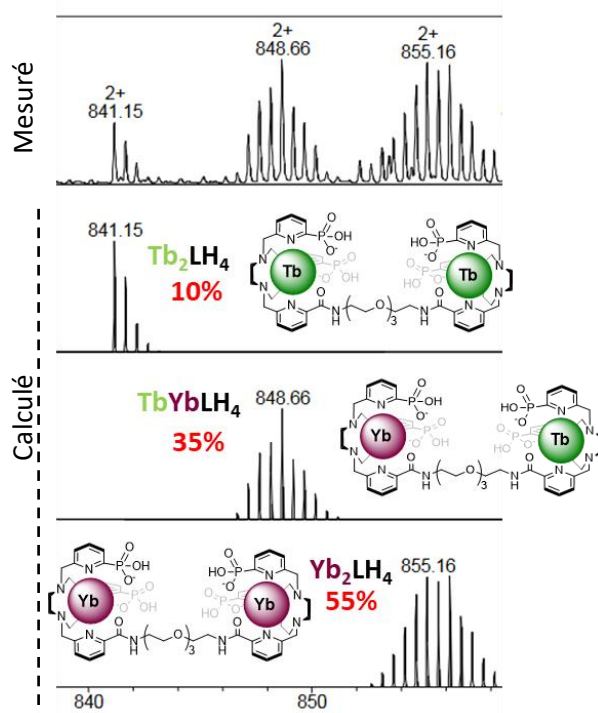 Mesuré
2+
841.15
2+
848.66
2+
855.16
Calculé
841.15
Tb₂LH₄
10%
Tb
Tb
TbYbLH₄
35%
848.66
Yb
Tb
Yb
Yb
Yb₂LH₄
55%
855.16
840
850